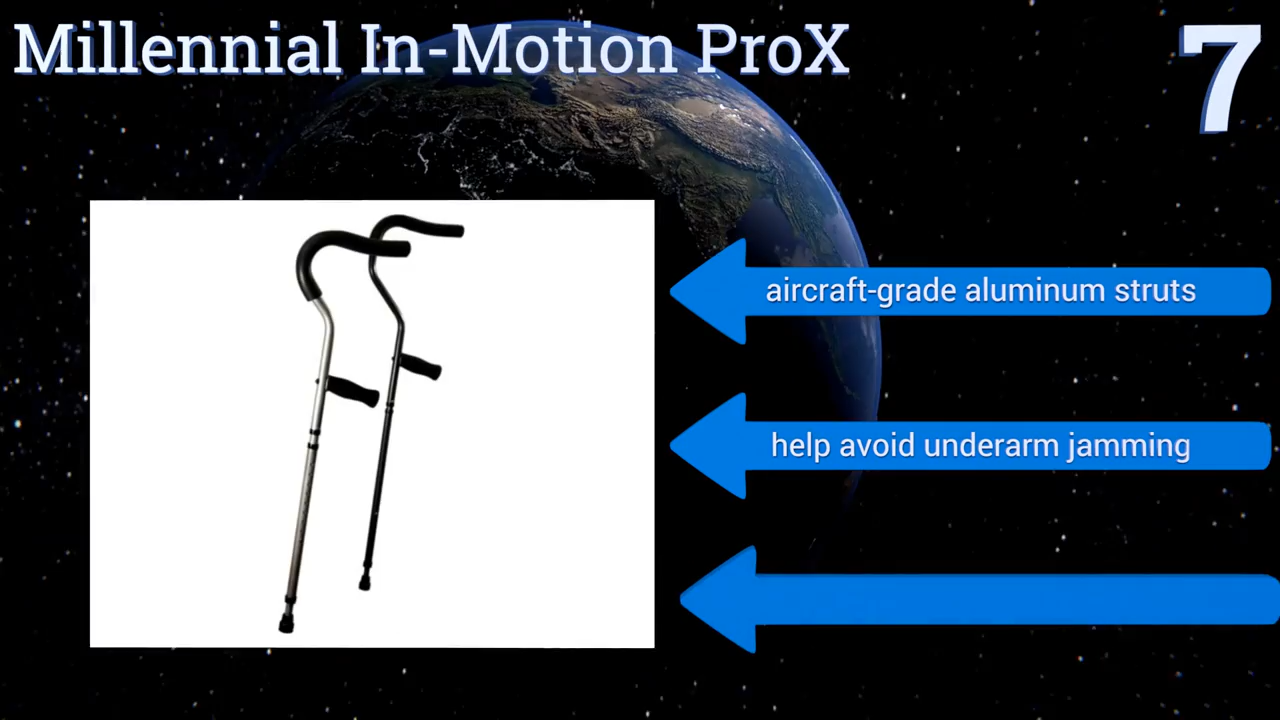 Millennial In-Motion ProX
7
aircraft-grade aluminum struts
help avoid underarm jamming